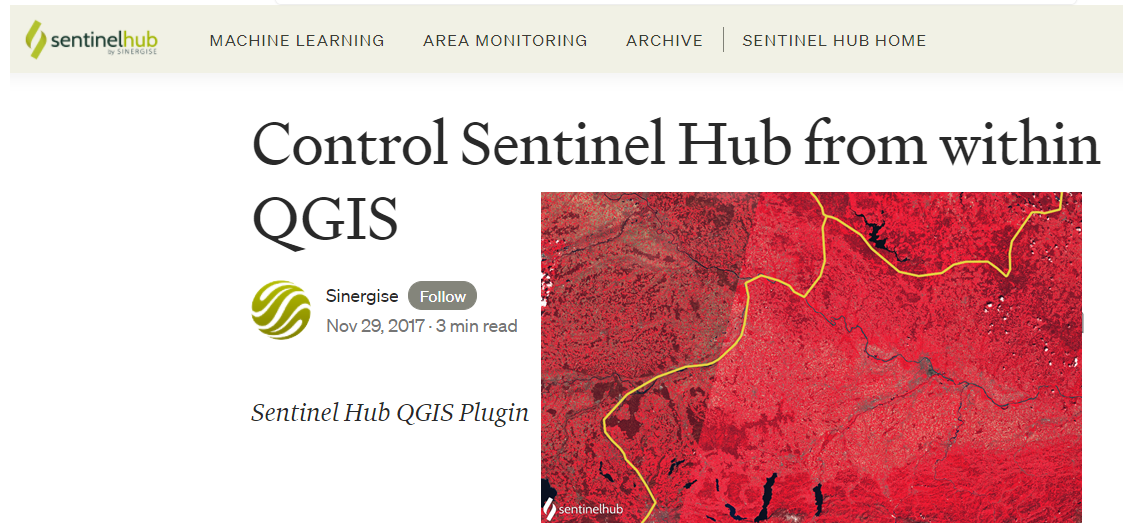 sentinelhub
by SINERGISE
MACHINE LEARNING
AREA MONITORING
ARCHIVE
SENTINEL HUB HOME
Control Sentinel Hub from within
QGIS
Sinergise
Follow
Nov 29, 2017 · 3 min read
Sentinel Hub QGIS Plugin
sentinelhub